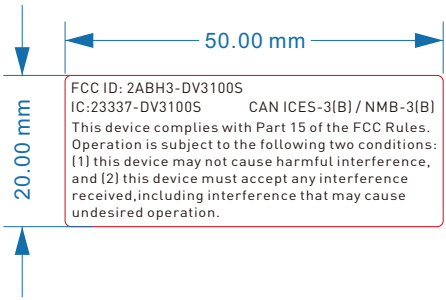 50.00 mm
20.00 mm
FCC ID: 2ABH3-DV3100S
IC:23337-DV3100S CAN ICES-3(B) / NMB-3(B)
This device complies with Part 15 of the FCC Rules.
Operation is subject to the following two conditions:
(1) this device may not cause harmful interference,
and (2) this device must accept any interference
received,including interference that may cause
undesired operation.